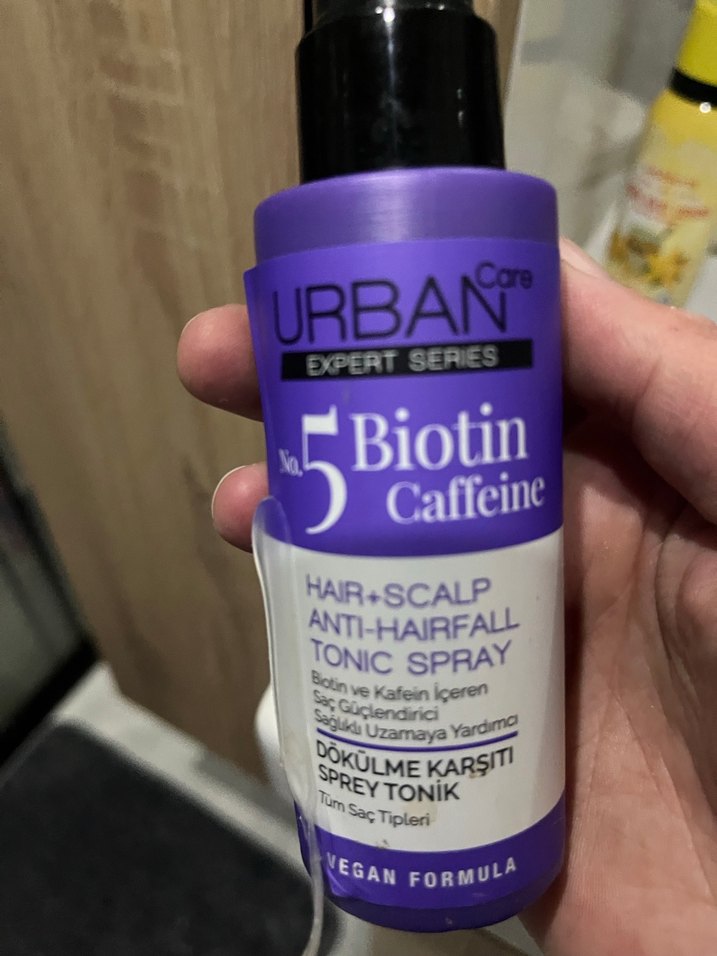 URBAN Care
EXPERT SERIES
No.5 Biotin
Caffeine
HAIR+SCALP
ANTI-HAIRFALL
TONIC SPRAY
Biotin ve Kafein İçeren
Saç Güçlendirici
Sağlıklı Uzamaya Yardımcı
DÖKÜLME KARŞITI
SPREY TONİK
Tüm Saç Tipleri
VEGAN FORMULA